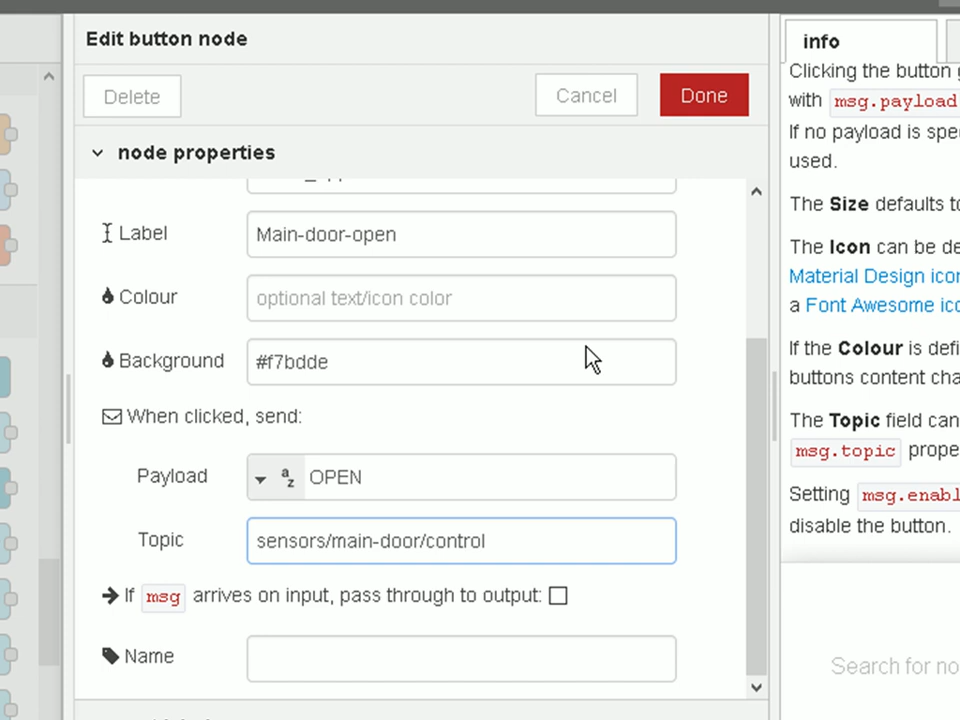 Edit button node
info
Delete
Cancel
Done
node properties
Label
Main-door-open
Colour
optional text/icon color
Background
#f7bdde
When clicked, send:
Payload
a z
OPEN
Topic
sensors/main-door/control
If msg arrives on input, pass through to output:
Name
Clicking the button
with msg.payload
If no payload is spe
used.
The Size defaults to
The Icon can be de
Material Design icon
a Font Awesome ico
If the Colour is defi
buttons content cha
The Topic field can
msg.topic prope
Setting msg.enabl
disable the button.
Search for no